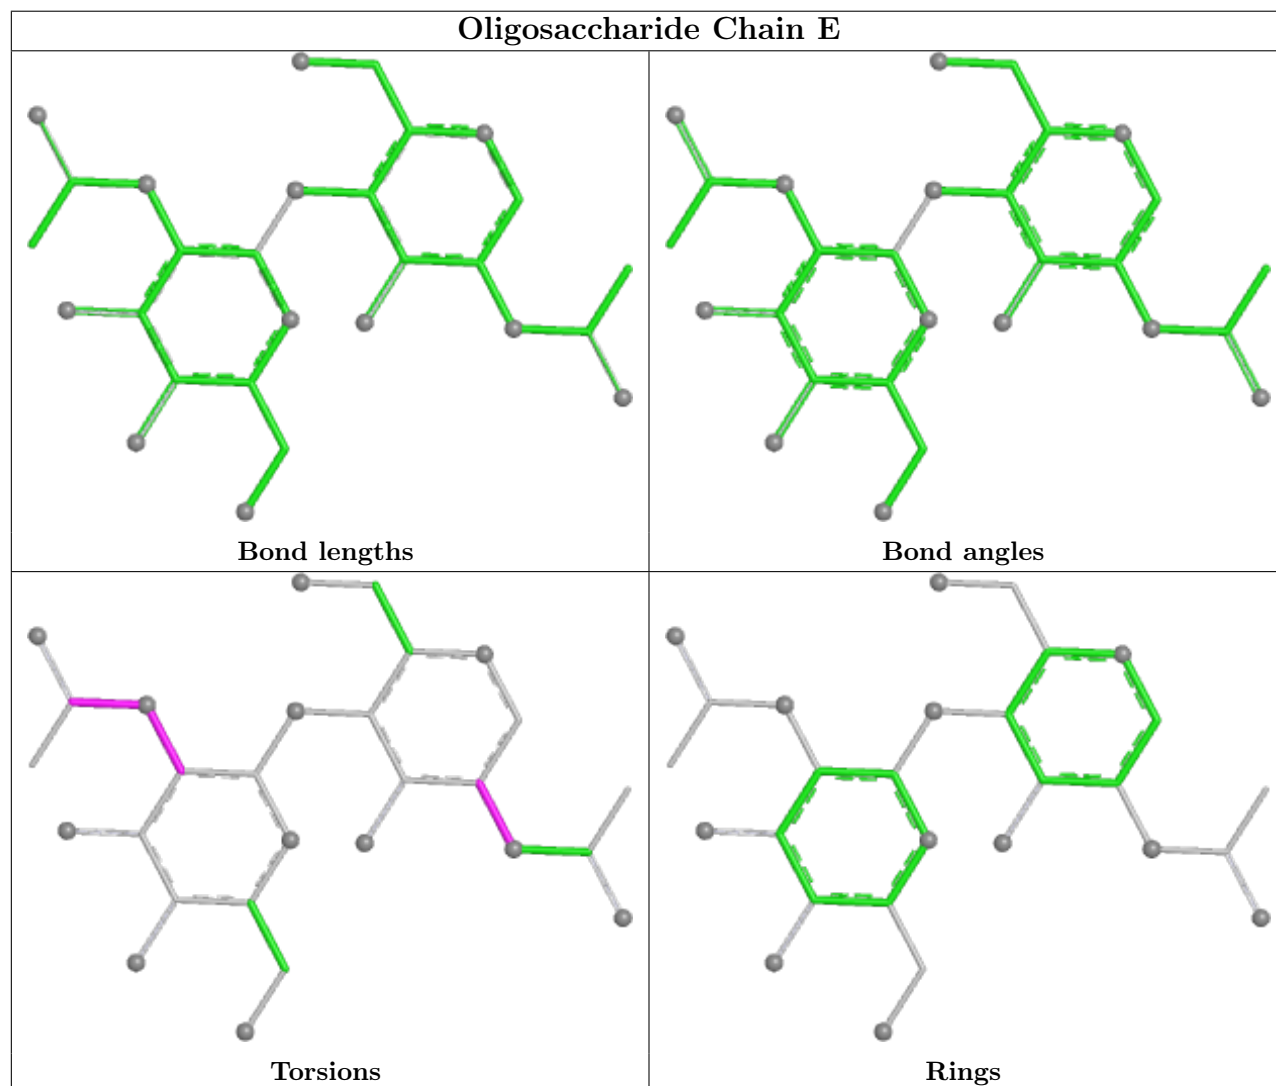 Oligosaccharide Chain E
Bond lengths
Bond angles
Torsions
Rings